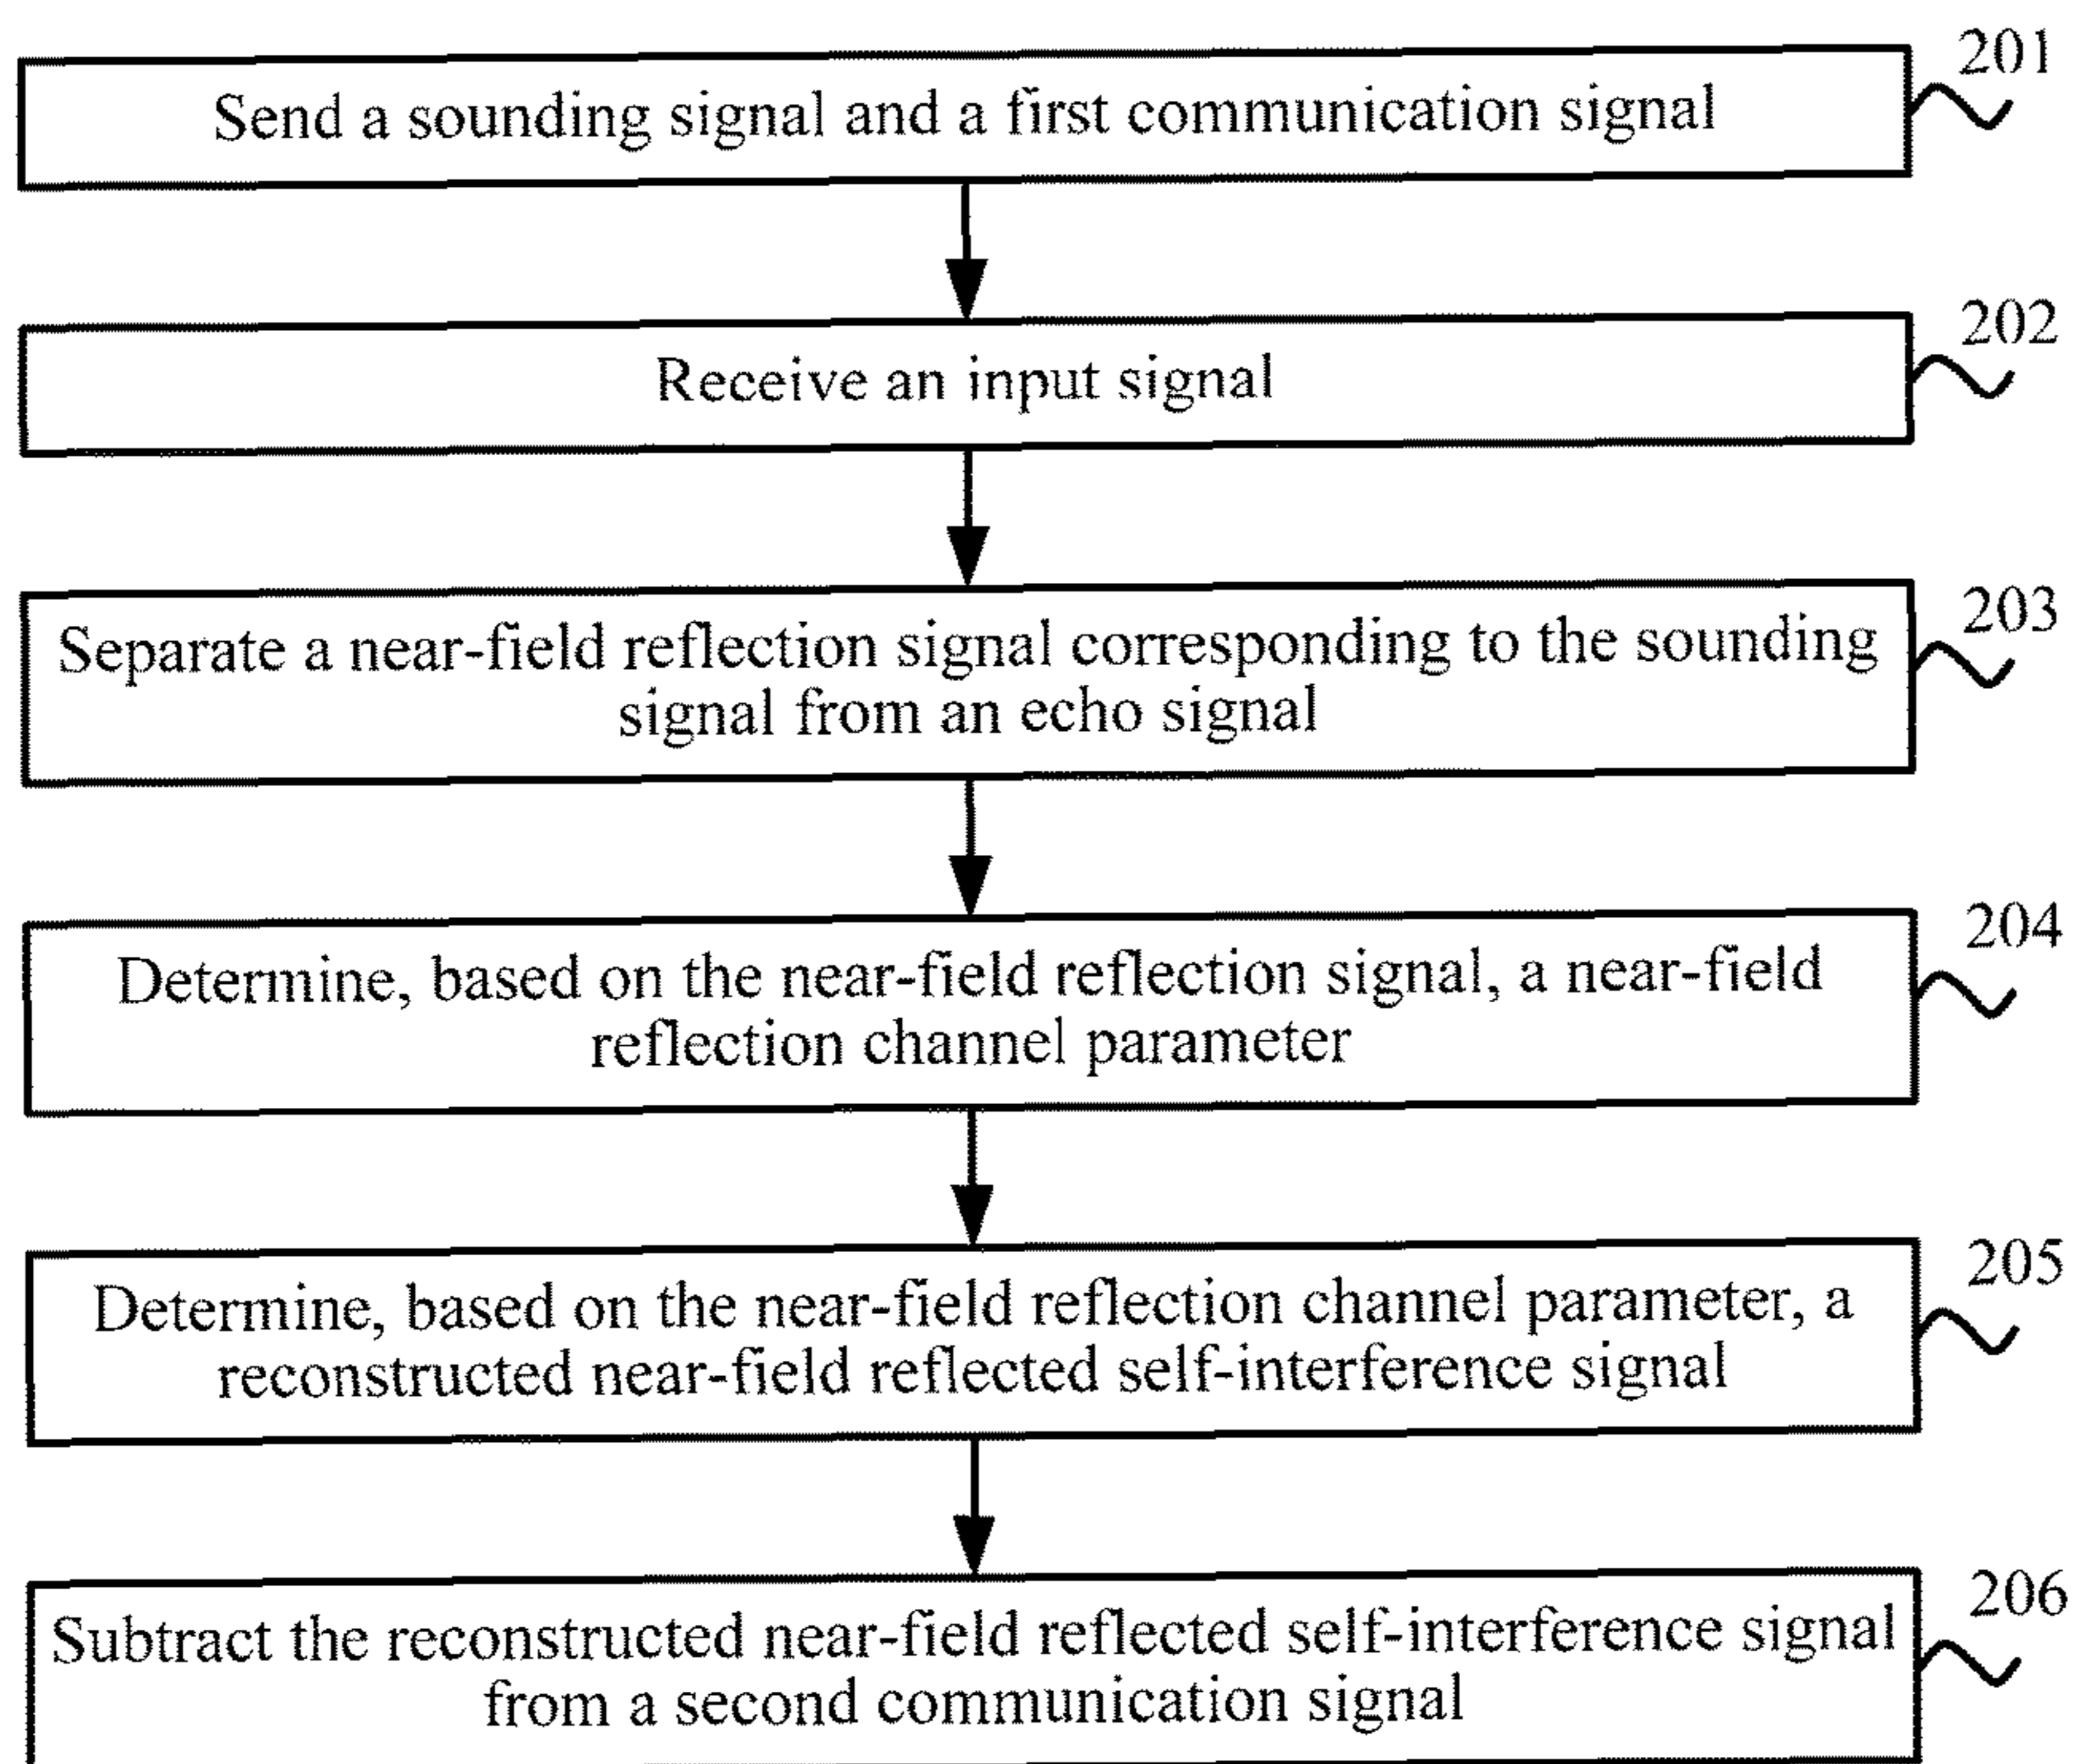 201
Send a sounding signal and a first communication signal
202
Receive an input signal
203
Separate a near-field reflection signal corresponding to the sounding
signal from an echo signal
204
Determine, based on the near-field reflection signal, a near-field
reflection channel parameter
205
Determine, based on the near-field reflection channel parameter, a
reconstructed near-field reflected self-interference signal
206
Subtract the reconstructed near-field reflected self-interference signal
from a second communication signal